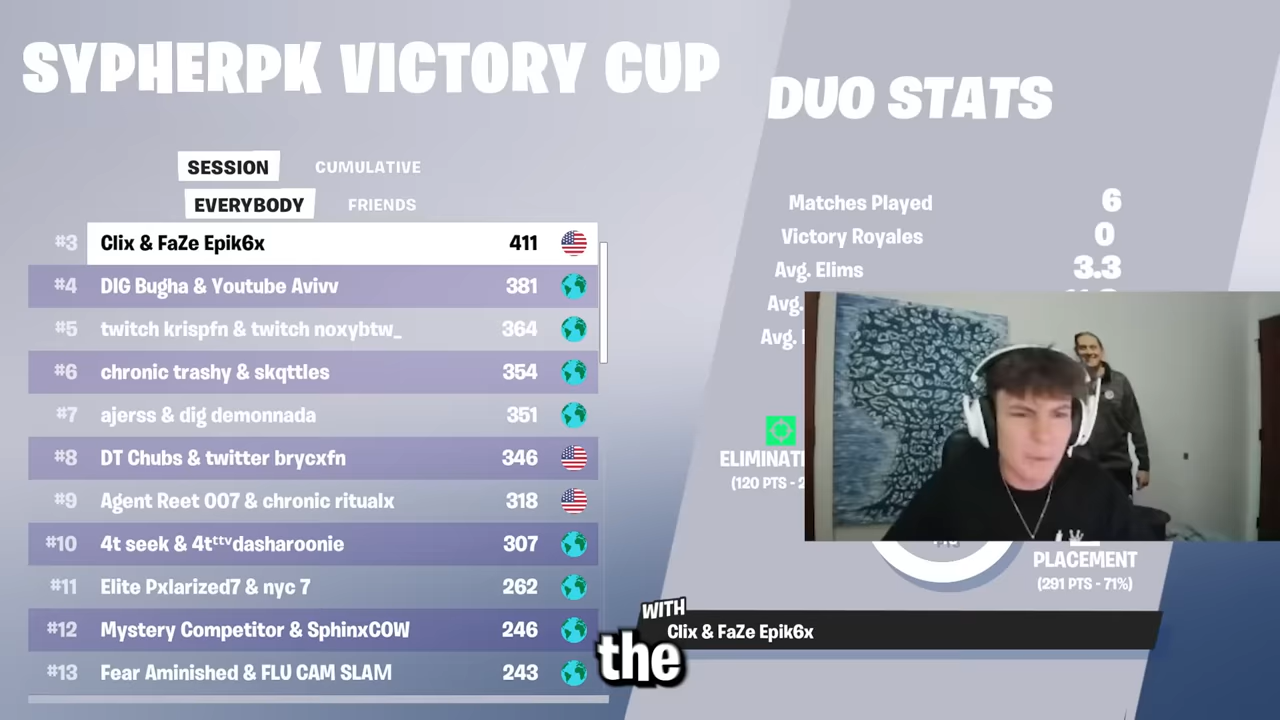 SYPHERPK VICTORY CUP
SESSION CUMULATIVE
EVERYBODY FRIENDS
#3 Clix & FaZe Epik6x 411
#4 DIG Bugha & Youtube Avivv 381
#5 twitch krispfn & twitch noxybtw_ 364
#6 chronic trashy & skqttles 354
#7 ajerss & dig demonnada 351
#8 DT Chubs & twitter brycxfn 346
#9 Agent Reet 007 & chronic ritualx 318
#10 4t seek & 4tᵗᵗᵛdasharoonie 307
#11 Elite Pxlarized7 & nyc 7 262
#12 Mystery Competitor & SphinxCOW 246
#13 Fear Aminished & FLU CAM SLAM 243
DUO STATS
Matches Played 6
Victory Royales 0
Avg. Elims 3.3
Avg.
Avg.
ELIMINATI
(120 PTS - 2
PLACEMENT
(291 PTS - 71%)
WITH
Clix & FaZe Epik6x
the